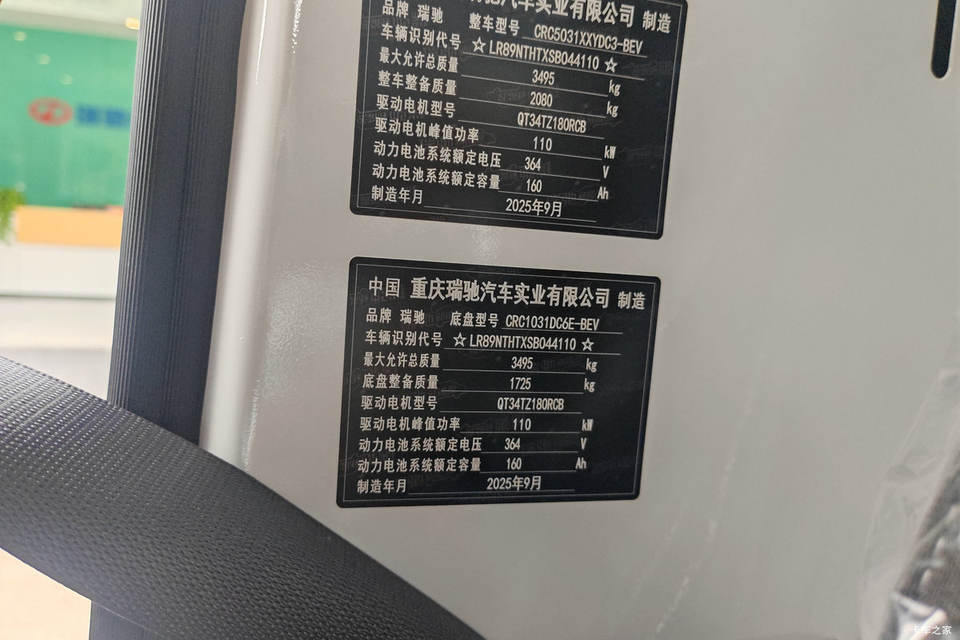 汽车实业有限公司 制造
品牌 瑞驰 整车型号 CRC5031XXYDC3-BEV
车辆识别代号 ☆ LR89NTHTXSB044110 ☆
最大允许总质量 3495 kg
整车整备质量 2080 kg
驱动电机型号 QT34TZ180RCB
驱动电机峰值功率 110 kW
动力电池系统额定电压 364 V
动力电池系统额定容量 160 Ah
制造年月 2025年9月
中国 重庆瑞驰汽车实业有限公司 制造
品牌 瑞驰 底盘型号 CRC1031DC6E-BEV
车辆识别代号 ☆ LR89NTHTXSB044110 ☆
最大允许总质量 3495 kg
底盘整备质量 1725 kg
驱动电机型号 QT34TZ180RCB
驱动电机峰值功率 110 kW
动力电池系统额定电压 364 V
动力电池系统额定容量 160 Ah
制造年月 2025年9月
卡车之家